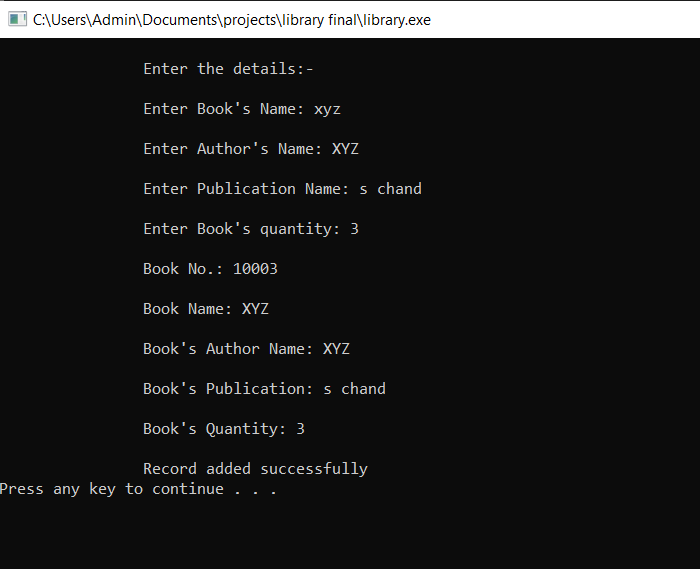 C:\Users\Admin\Documents\projects\library final\library.exe
Enter the details:-
Enter Book's Name: xyz
Enter Author's Name: XYZ
Enter Publication Name: s chand
Enter Book's quantity: 3
Book No.: 10003
Book Name: XYZ
Book's Author Name: XYZ
Book's Publication: s chand
Book's Quantity: 3
Record added successfully
Press any key to continue . . .